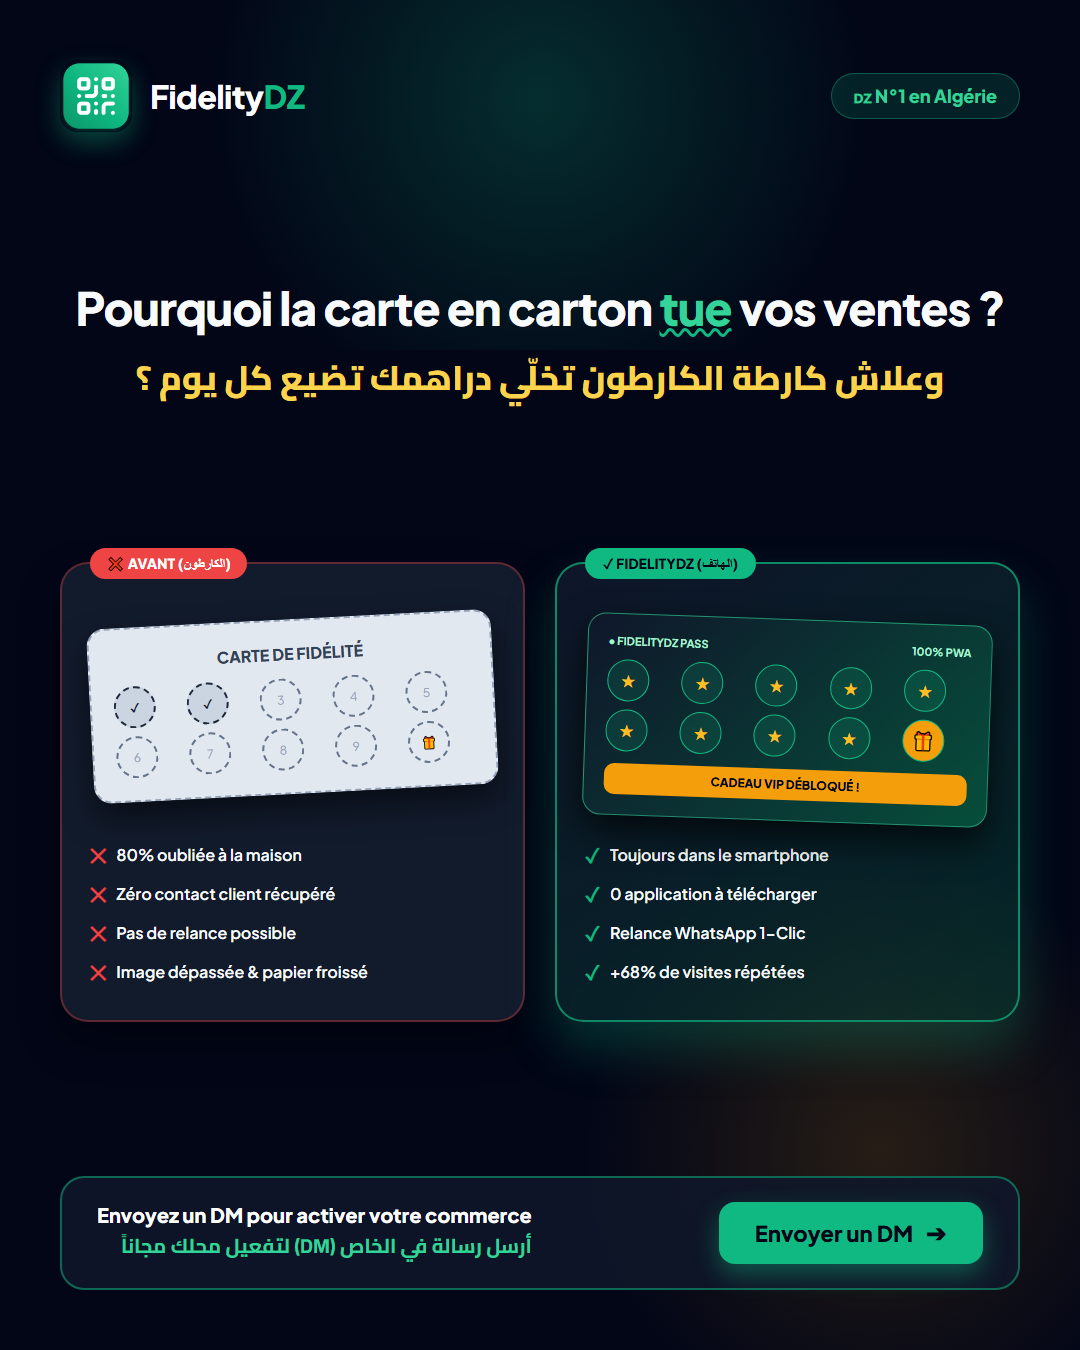 FidelityDZ
DZ N°1 en Algérie
Pourquoi la carte en carton tue vos ventes ?
وعلاش كارطة الكارطون تخلّي دراهمك تضيع كل يوم ؟
❌ AVANT (الكارطون)
CARTE DE FIDÉLITÉ
✓ ✓ 3 4 5
6 7 8 9 🎁
❌ 80% oubliée à la maison
❌ Zéro contact client récupéré
❌ Pas de relance possible
❌ Image dépassée & papier froissé
✓ FIDELITYDZ (الهاتف)
● FIDELITYDZ PASS
100% PWA
★ ★ ★ ★ ★
★ ★ ★ ★ 🎁
CADEAU VIP DÉBLOQUÉ !
✓ Toujours dans le smartphone
✓ 0 application à télécharger
✓ Relance WhatsApp 1-Clic
✓ +68% de visites répétées
Envoyez un DM pour activer votre commerce
أرسل رسالة في الخاص (DM) لتفعيل محلك مجاناً
Envoyer un DM ➔